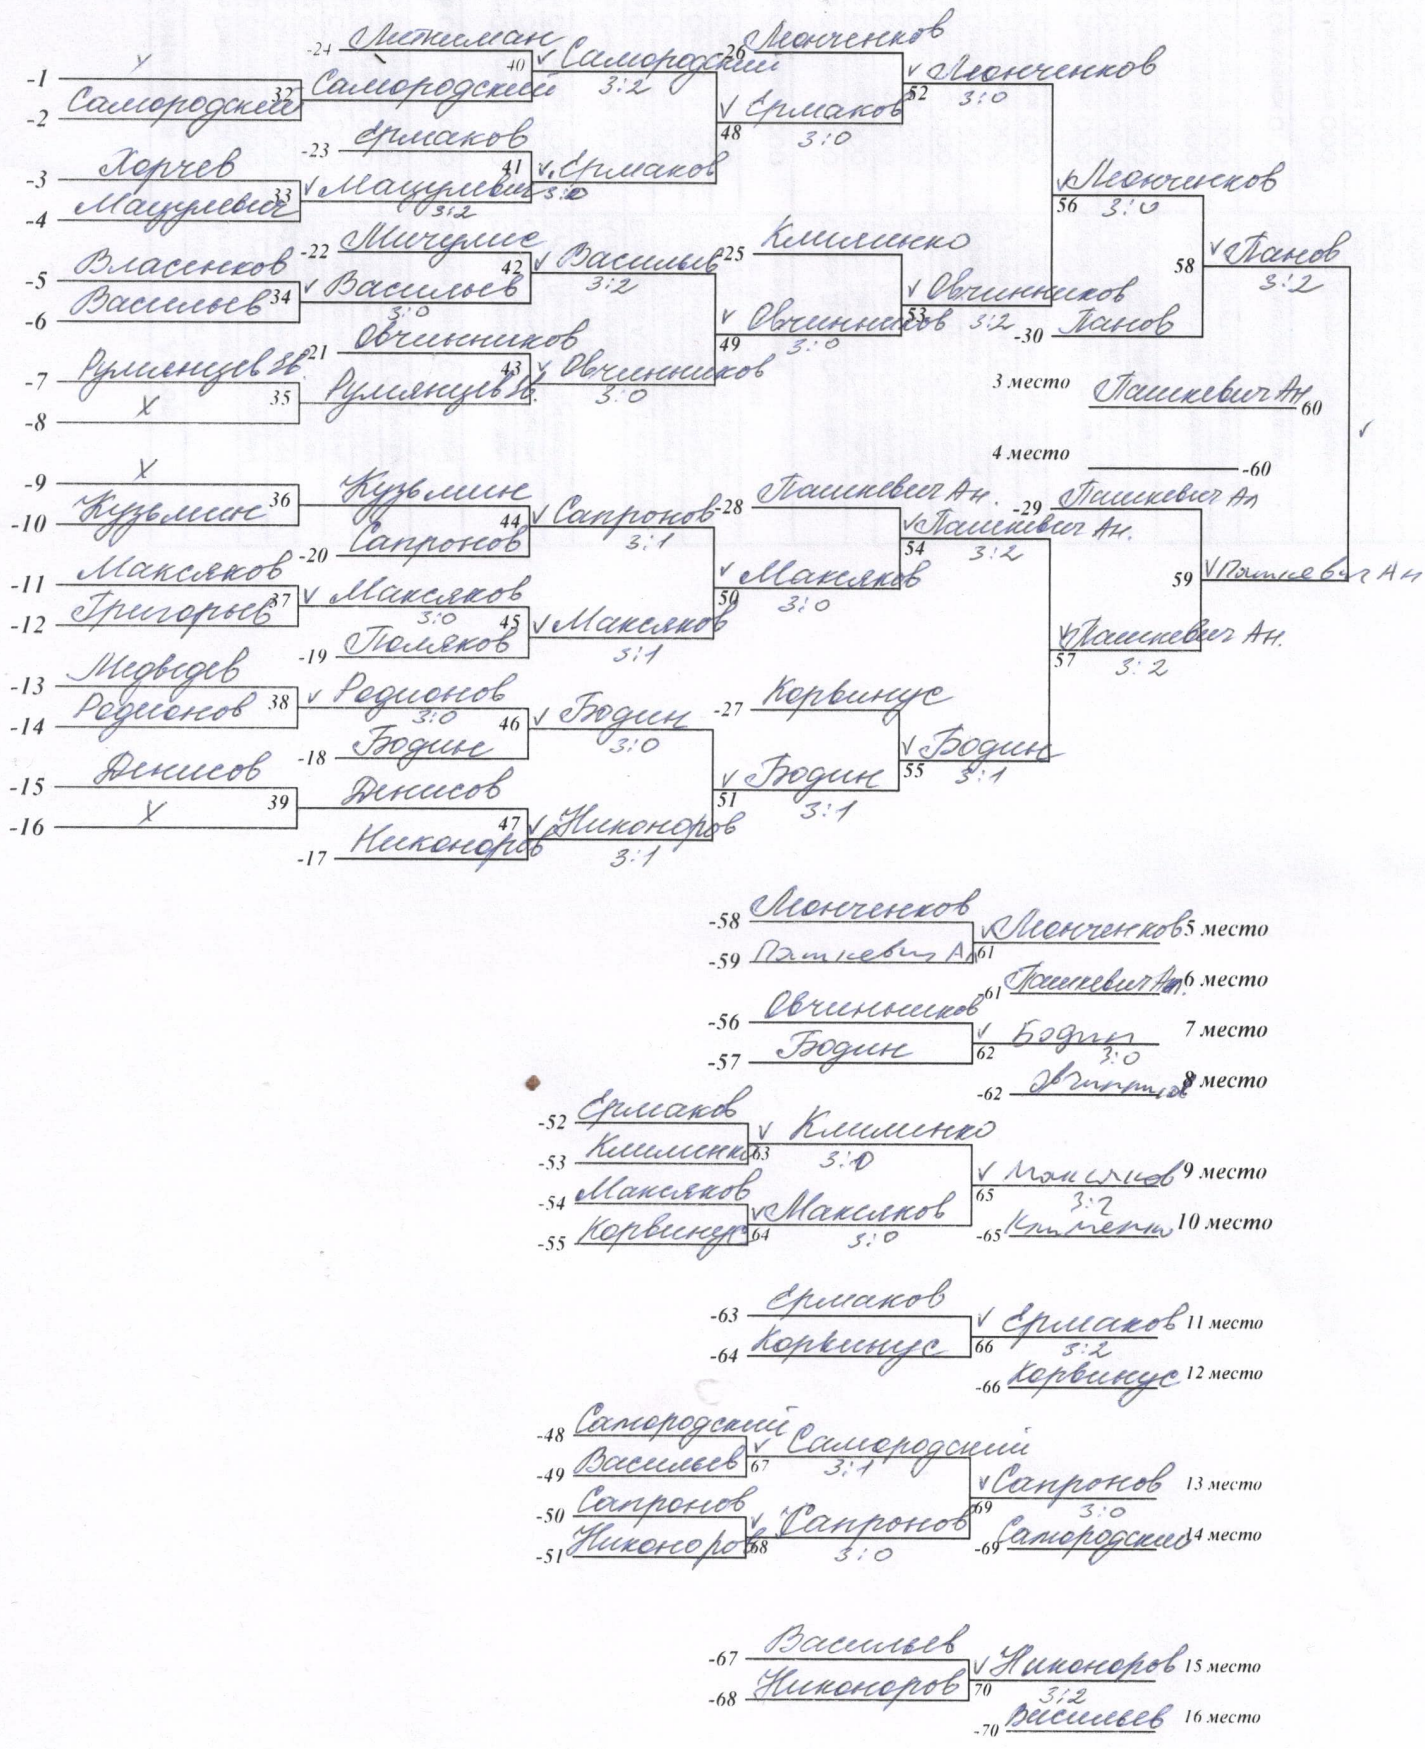 -24 Литиман
-1 X
32 Самородский
40 Самородский
3:2
-2 Самородский
-23 Ермаков
41 Ермаков
3:0
-3 Хорчев
33 Мацулевич
3:2
-4 Мацулевич
48 Ермаков
3:0
-26 Леонченков
52 Леонченков
3:0
-22 Мичулис
-5 Власенков
34 Васильев
3:0
42 Васильев
3:2
-6 Васильев
-21 Овчинников
43 Овчинников
3:0
-7 Румянцев Эв.
35 Румянцев Эв.
-8 X
49 Овчинников
3:0
-25 Климинко
53 Овчинников
3:2
56 Леонченков
3:0
-30 Панов
58 Панов
3:2
3 место Пашкевич Ан. 60
4 место -60
-9 X
36 Кузьмин
-10 Кузьмин
-20 Сапронов
44 Сапронов
3:1
-11 Максяков
37 Максяков
3:0
-12 Григорьев
-19 Поляков
45 Максяков
3:1
50 Максяков
3:0
-28 Пашкевич Ан.
54 Пашкевич Ан.
3:2
-29 Пашкевич Ал
59 Пашкевич Ан
-13 Медведев
38 Родионов
3:0
-14 Родионов
-18 Бодин
46 Бодин
3:0
-15 Денисов
39 Денисов
-16 X
-17 Никоноров
47 Никоноров
3:1
51 Бодин
3:1
-27 Корвинус
55 Бодин
3:1
57 Пашкевич Ан.
3:2
-58 Леонченков
61 Леонченков 5 место
-59 Пашкевич Ал
-61 Пашкевич Ал. 6 место
-56 Овчинников
62 Бодин 7 место
3:0
-57 Бодин
-62 Овчинников 8 место
-52 Ермаков
63 Климинко
3:0
-53 Климинко
-54 Максяков
64 Максяков
3:0
-55 Корвинус
65 Максяков 9 место
3:2
-65 Клименко 10 место
-63 Ермаков
66 Ермаков 11 место
3:2
-64 Корвинус
-66 Корвинус 12 место
-48 Самородский
67 Самородский
3:1
-49 Васильев
-50 Сапронов
68 Сапронов
3:0
-51 Никоноров
69 Сапронов 13 место
3:0
-69 Самородский 14 место
-67 Васильев
70 Никоноров 15 место
3:2
-68 Никоноров
-70 Васильев 16 место